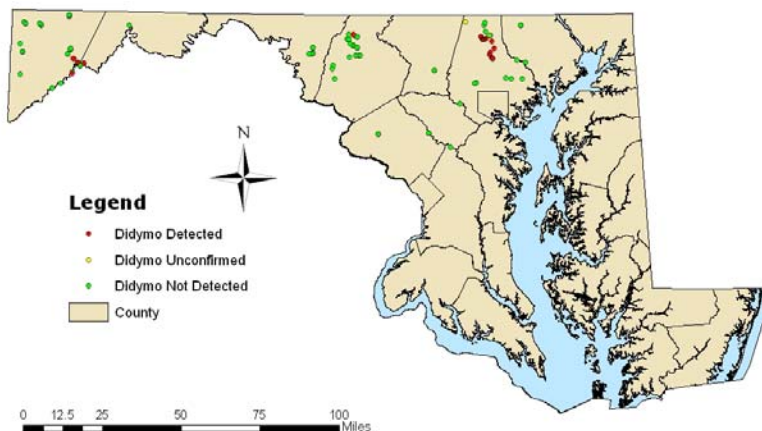 N
Legend
Didymo Detected
Didymo Unconfirmed
Didymo Not Detected
County
0 12.5 25 50 75 100
Miles